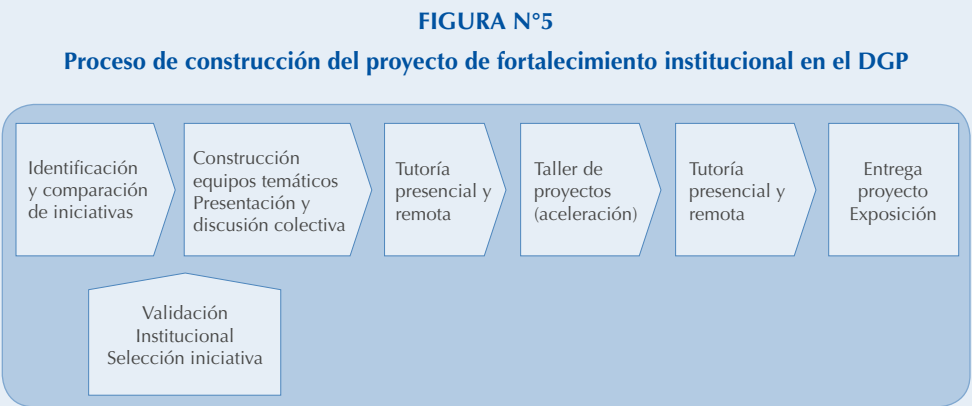 FIGURA N°5
Proceso de construcción del proyecto de fortalecimiento institucional en el DGP
Identificación
y comparación
de iniciativas
Construcción
equipos temáticos
Presentación y
discusión colectiva
Tutoría
presencial y
remota
Taller de
proyectos
(aceleración)
Tutoría
presencial y
remota
Entrega
proyecto
Exposición
Validación
Institucional
Selección iniciativa